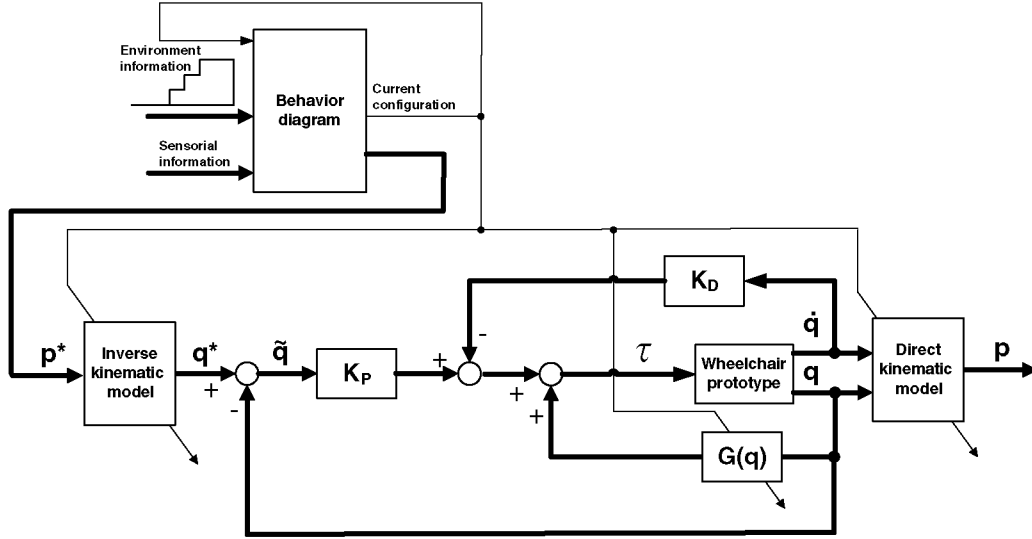 Environment
information
Behavior
diagram
Current
configuration
Sensorial
information
K_D
-
q̇
p*
Inverse
kinematic
model
q*
+
-
q̃
K_P
+
+
+
τ
Wheelchair
prototype
q
Direct
kinematic
model
p
G(q)